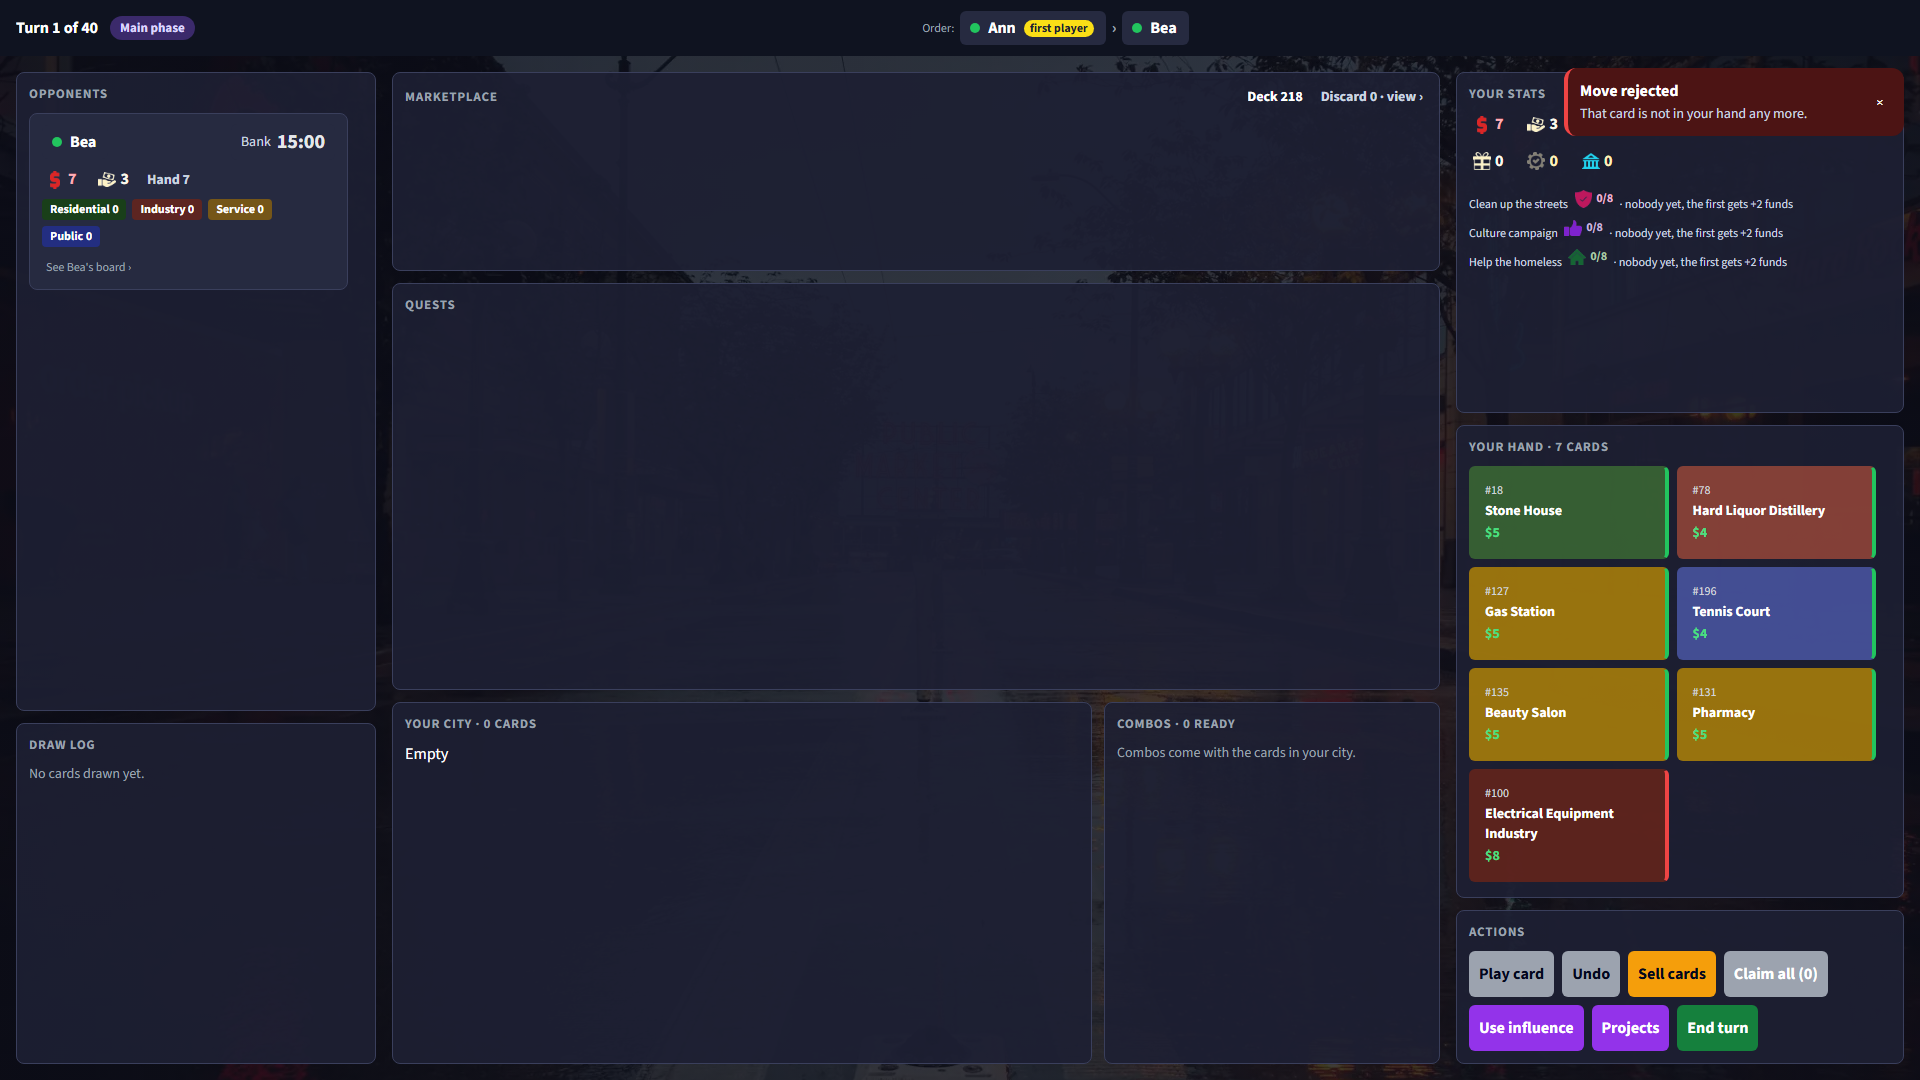 Turn 1 of 40
Main phase
Order:
Ann
first player
›
Bea
OPPONENTS
Bea
Bank 15:00
7
3
Hand 7
Residential 0
Industry 0
Service 0
Public 0
See Bea's board ›
DRAW LOG
No cards drawn yet.
MARKETPLACE
Deck 218
Discard 0 · view ›
QUESTS
YOUR CITY · 0 CARDS
Empty
COMBOS · 0 READY
Combos come with the cards in your city.
YOUR STATS
7
3
0
0
0
Move rejected
That card is not in your hand any more.
×
Clean up the streets 0/8 · nobody yet, the first gets +2 funds
Culture campaign 0/8 · nobody yet, the first gets +2 funds
Help the homeless 0/8 · nobody yet, the first gets +2 funds
YOUR HAND · 7 CARDS
#18
Stone House
$5
#78
Hard Liquor Distillery
$4
#127
Gas Station
$5
#196
Tennis Court
$4
#135
Beauty Salon
$5
#131
Pharmacy
$5
#100
Electrical Equipment
Industry
$8
ACTIONS
Play card
Undo
Sell cards
Claim all (0)
Use influence
Projects
End turn